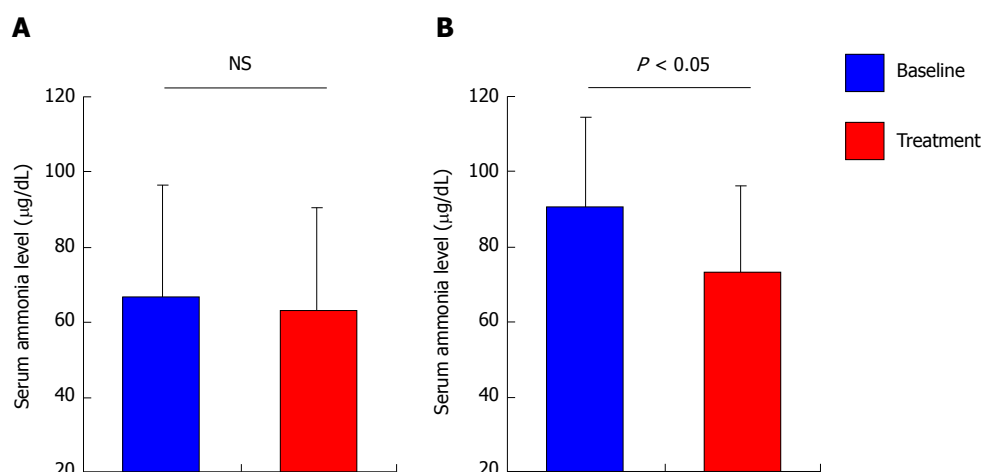 A
NS
Serum ammonia level (μg/dL)
120
100
80
60
40
20
B
P < 0.05
Serum ammonia level (μg/dL)
120
100
80
60
40
20
Baseline
Treatment